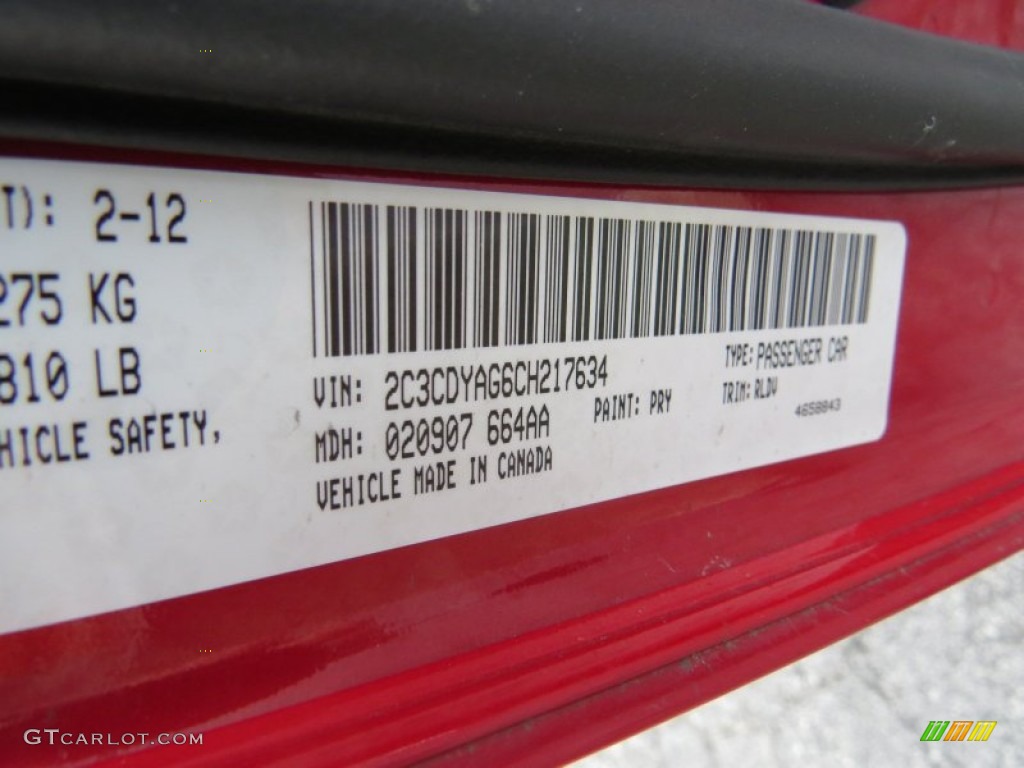 T): 2-12
275 KG
810 LB
HICLE SAFETY,
VIN: 2C3CDYAG6CH217634
TYPE: PASSENGER CAR
MDH: 020907 664AA
PAINT: PRY
TRIM: RLDV
4658843
VEHICLE MADE IN CANADA
GTCARLOT.COM